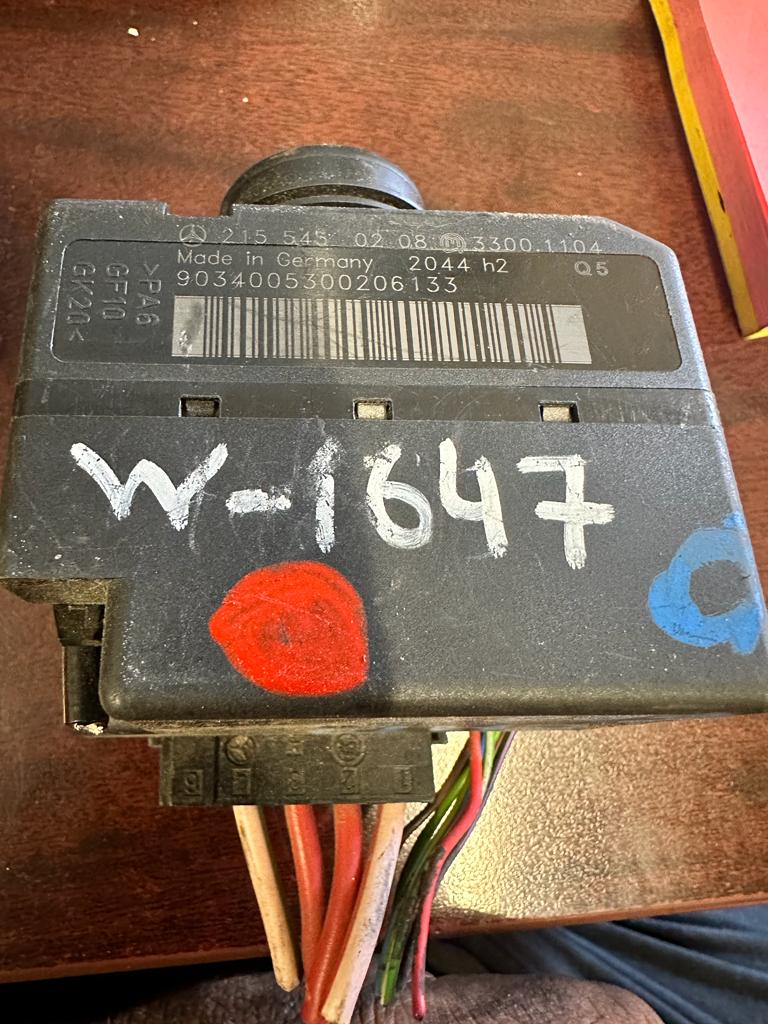 215 545 02 08 3300.1104
Made in Germany 2044 h2 Q5
9034005300206133
>PA6
GF10
GK20<
W-1647